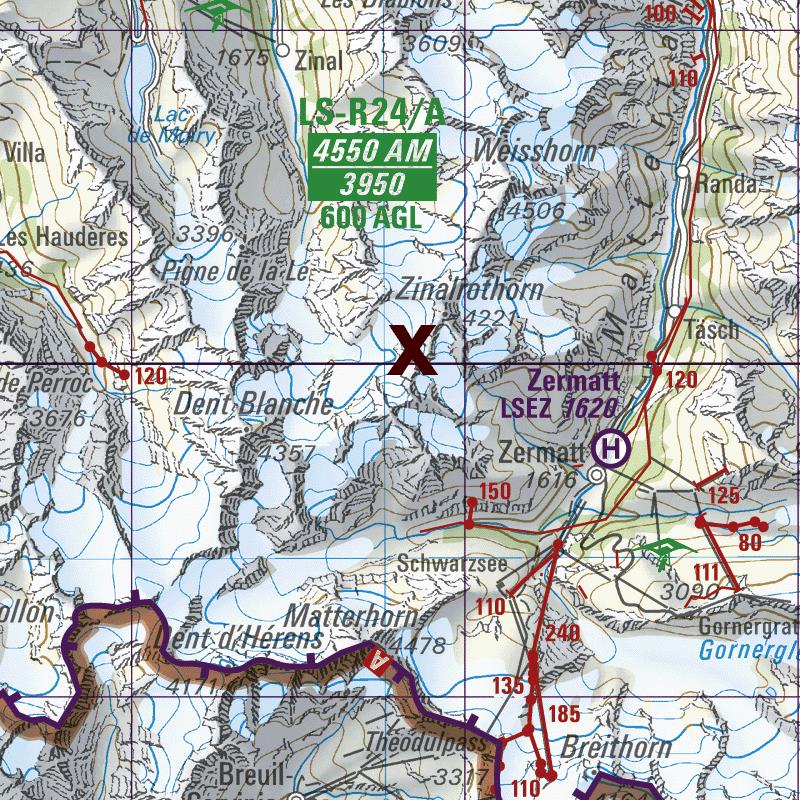 Les Diablons
100
1675
Zinal
3609
110
LS-R24/A
4550 AM
3950
600 AGL
Lac
de Moiry
Villa
Weisshorn
4506
Randa
Les Hauderes
3396
Pigne de la Le
Zinalrothorn
4221
X
Täsch
120
de Perroc
3676
Dent Blanche
Zermatt
LSEZ 1620
120
4357
Zermatt
H
1616
150
125
80
Schwarzsee
111
110
3090
Gornergrat
Gornergl
Matterhorn
4478
Dent d'Hérens
4171
A
240
135
185
Théodulpass
3317
Breithorn
Breuil-
110